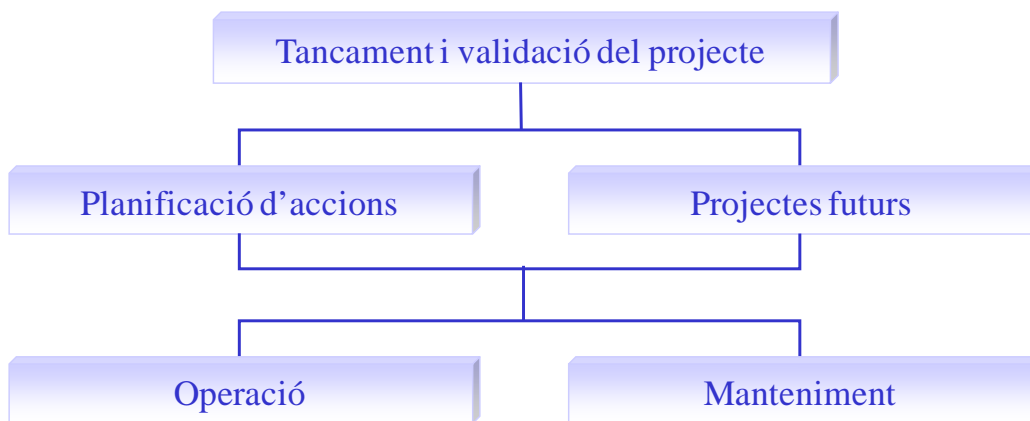 Tancament i validació del projecte
Planificació d’accions
Projectes futurs
Operació
Manteniment